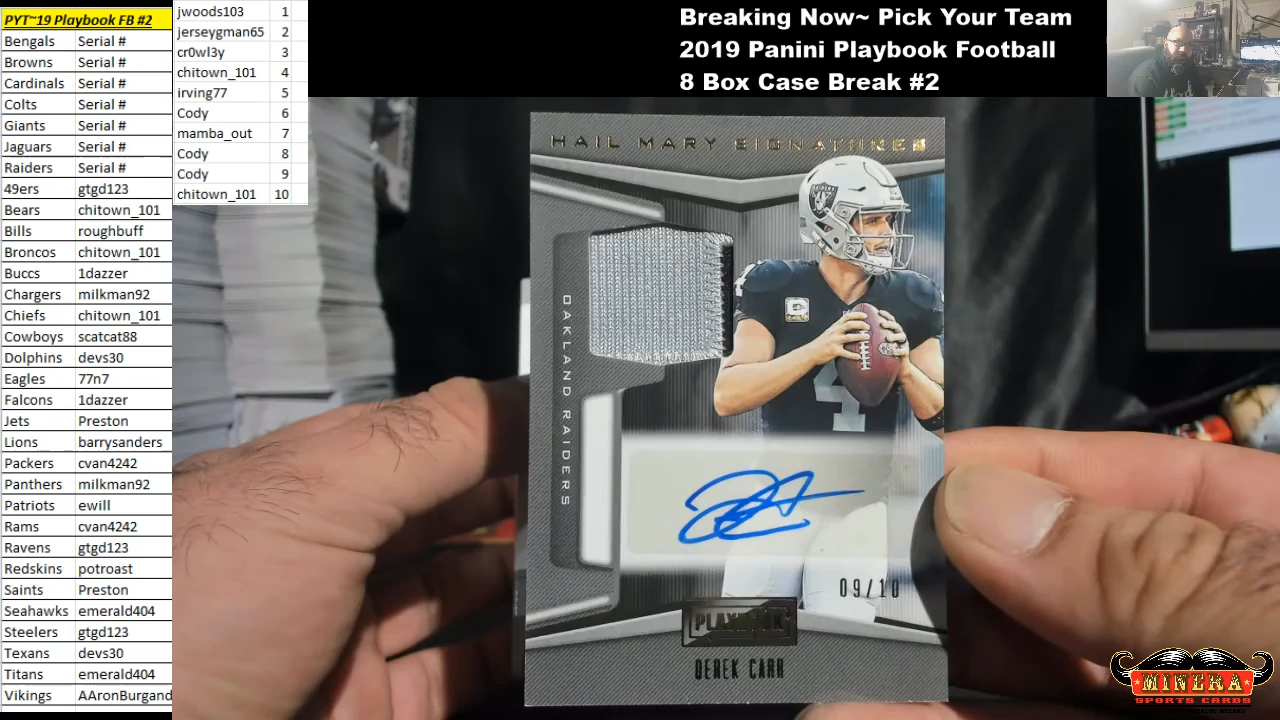 PYT~19 Playbook FB #2
Bengals Serial #
Browns Serial #
Cardinals Serial #
Colts Serial #
Giants Serial #
Jaguars Serial #
Raiders Serial #
49ers gtgd123
Bears chitown_101
Bills roughbuff
Broncos chitown_101
Buccs 1dazzer
Chargers milkman92
Chiefs chitown_101
Cowboys scatcat88
Dolphins devs30
Eagles 77n7
Falcons 1dazzer
Jets Preston
Lions barrysanders
Packers cvan4242
Panthers milkman92
Patriots ewill
Rams cvan4242
Ravens gtgd123
Redskins potroast
Saints Preston
Seahawks emerald404
Steelers gtgd123
Texans devs30
Titans emerald404
Vikings AAronBurgand
jwoods103 1
jerseygman65 2
cr0wl3y 3
chitown_101 4
irving77 5
Cody 6
mamba_out 7
Cody 8
Cody 9
chitown_101 10
Breaking Now~ Pick Your Team
2019 Panini Playbook Football
8 Box Case Break #2
HAIL MARY SIGNATURES
RAIDERS
OAKLAND RAIDERS
4
09/10
PLAYBOOK
DEREK CARR
MINERA
SPORTS CARDS